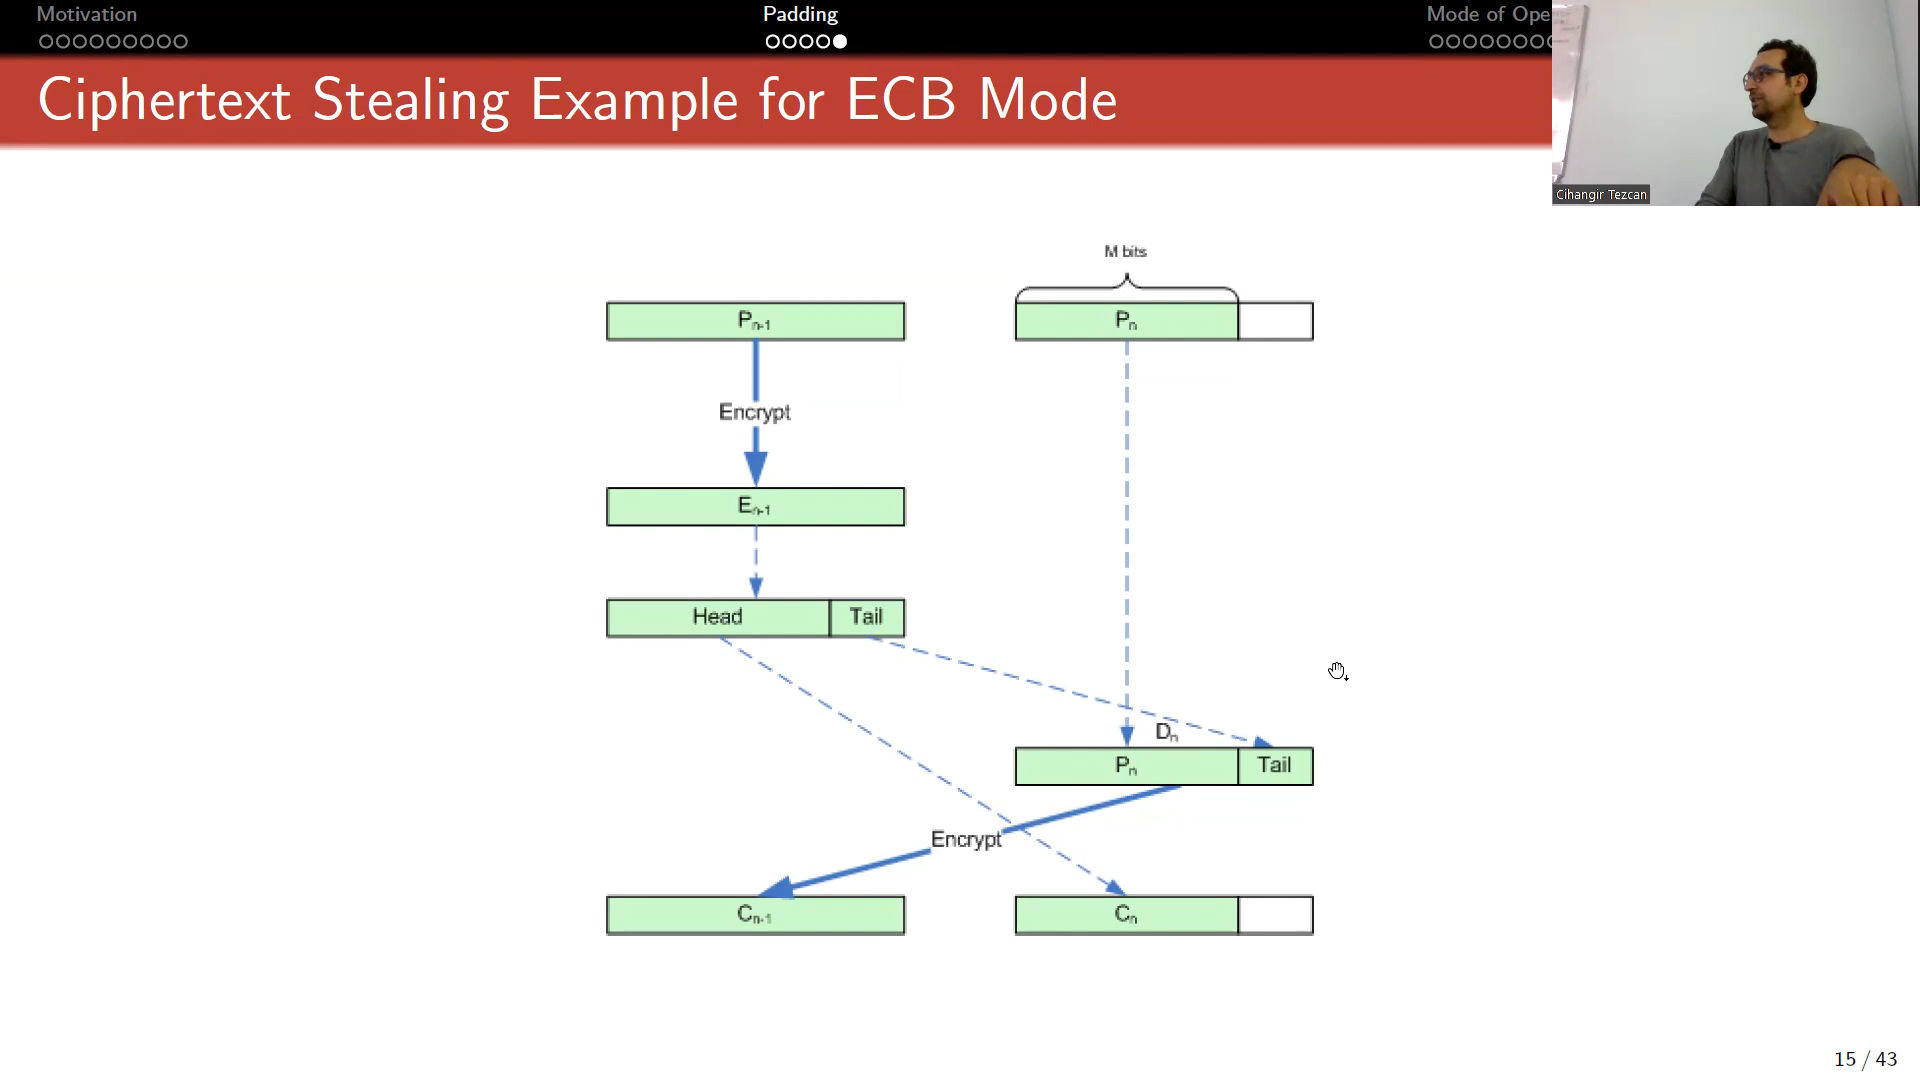 Motivation
Padding
Mode of Ope
Ciphertext Stealing Example for ECB Mode
Cihangir Tezcan
M bits
Pn-1
Pn
Encrypt
En-1
Head
Tail
Dn
Pn
Tail
Encrypt
Cn-1
Cn
15 / 43